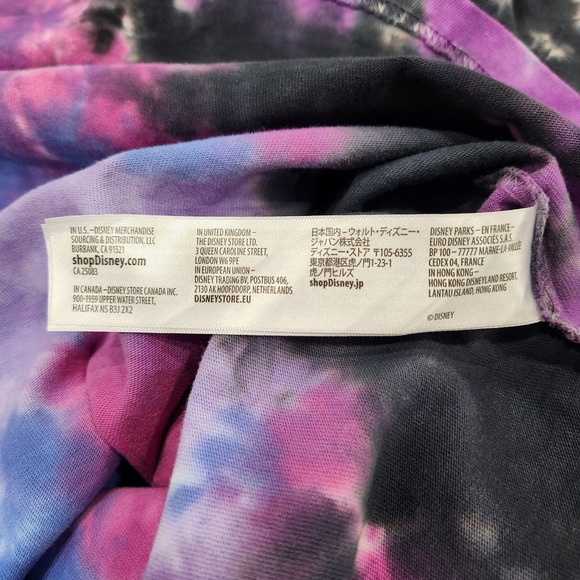 IN U.S. –DISNEY MERCHANDISE
SOURCING & DISTRIBUTION, LLC
BURBANK, CA 91521
shopDisney.com
CA 25083
IN CANADA –DISNEY STORE CANADA INC.
900-1959 UPPER WATER STREET,
HALIFAX NS B3J 2X2
IN UNITED KINGDOM –
THE DISNEY STORE LTD.
3 QUEEN CAROLINE STREET,
LONDON W6 9PE
IN EUROPEAN UNION –
DISNEY TRADING BV, POSTBUS 406,
2130 AK HOOFDDORP, NETHERLANDS
DISNEYSTORE.EU
日本国内 – ウォルト・ディズニー・
ジャパン株式会社
ディズニーストア 〒105-6355
東京都港区虎ノ門1-23-1
虎ノ門ヒルズ
shopDisney.jp
DISNEY PARKS – EN FRANCE –
EURO DISNEY ASSOCIES S.A.S.
BP 100 – 77777 MARNE-LA-VALLÉE
CEDEX 04, FRANCE
IN HONG KONG –
HONG KONG DISNEYLAND RESORT,
LANTAU ISLAND, HONG KONG
©DISNEY